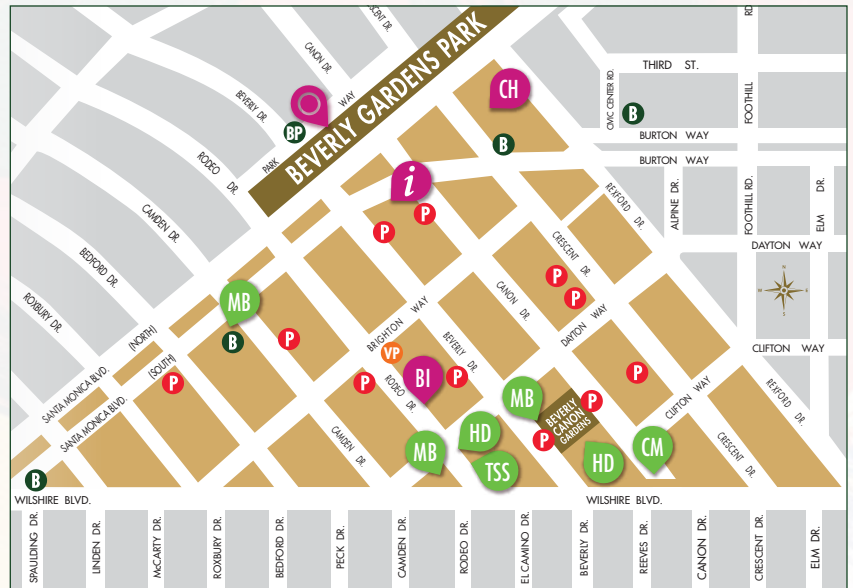 CRESCENT DR.
CANON DR.
BEVERLY DR.
RODEO DR.
CAMDEN DR.
BEDFORD DR.
ROXBURY DR.
PARK
WAY
BEVERLY GARDENS PARK
BP
CH
CIVIC CENTER RD.
THIRD ST.
RD
FOOTHILL
B
BURTON WAY
B
BURTON WAY
i
P
P
REXFORD DR.
ALPINE DR.
FOOTHILL RD.
ELM DR.
DAYTON WAY
CRESCENT DR.
P
P
CANON DR.
DAYTON WAY
MB
B
P
BRIGHTON WAY
VP
BEVERLY DR.
BI
P
P
RODEO DR.
(NORTH)
SANTA MONICA BLVD.
(SOUTH)
SANTA MONICA BLVD.
P
CLIFTON WAY
P
CLIFTON WAY
REXFORD DR.
CRESCENT DR.
MB
P
BEVERLY
CANON
GARDENS
P
CAMDEN DR.
MB
HD
TSS
HD
CM
B
WILSHIRE BLVD.
WILSHIRE BLVD.
SPAULDING DR.
LINDEN DR.
McCARTY DR.
ROXBURY DR.
BEDFORD DR.
PECK DR.
CAMDEN DR.
RODEO DR.
EL CAMINO DR.
BEVERLY DR.
REEVES DR.
CANON DR.
CRESCENT DR.
ELM DR.